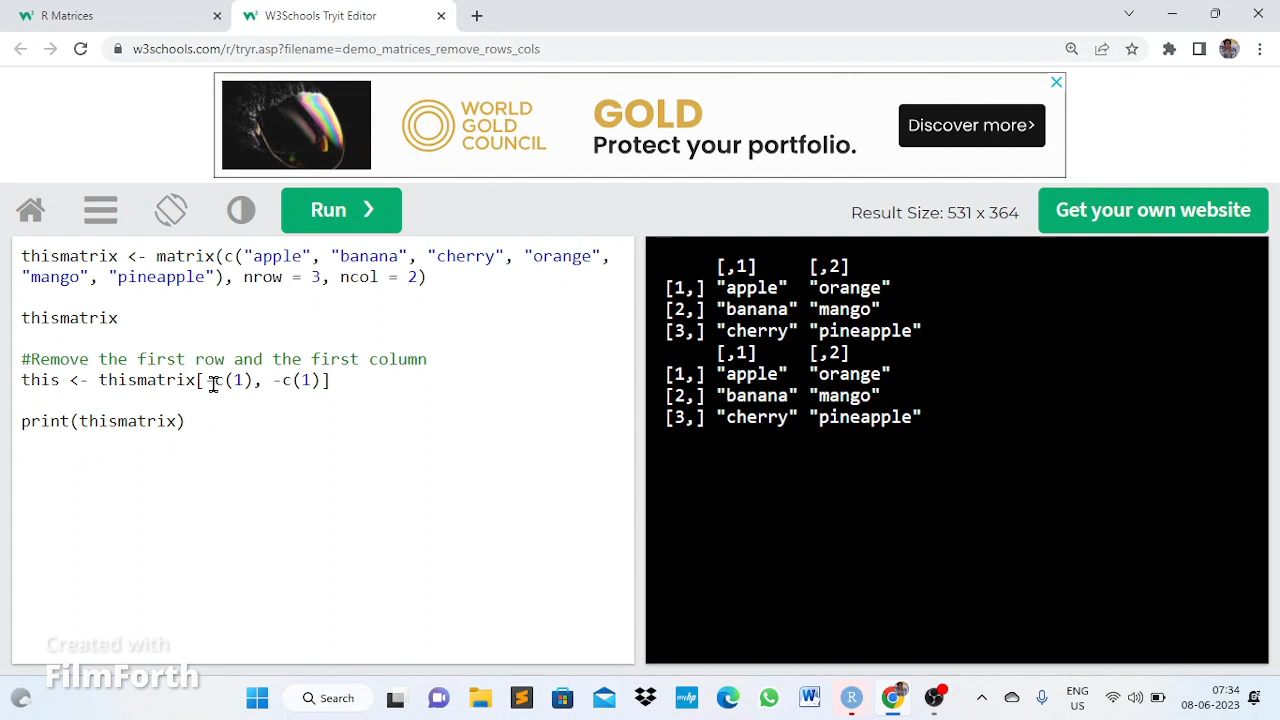 R Matrices
W3Schools Tryit Editor
w3schools.com/r/tryr.asp?filename=demo_matrices_remove_rows_cols
WORLD
GOLD
COUNCIL
GOLD
Protect your portfolio.
Discover more>
Run ❯
Result Size: 531 x 364
Get your own website
thismatrix <- matrix(c("apple", "banana", "cherry", "orange",
"mango", "pineapple"), nrow = 3, ncol = 2)
thismatrix
#Remove the first row and the first column
this <- thismatrix[-c(1), -c(1)]
print(thismatrix)
[,1] [,2]
[1,] "apple" "orange"
[2,] "banana" "mango"
[3,] "cherry" "pineapple"
[,1] [,2]
[1,] "apple" "orange"
[2,] "banana" "mango"
[3,] "cherry" "pineapple"
Created with
FilmForth
Search
myhp
W
R
ENG
US
07:34
08-06-2023